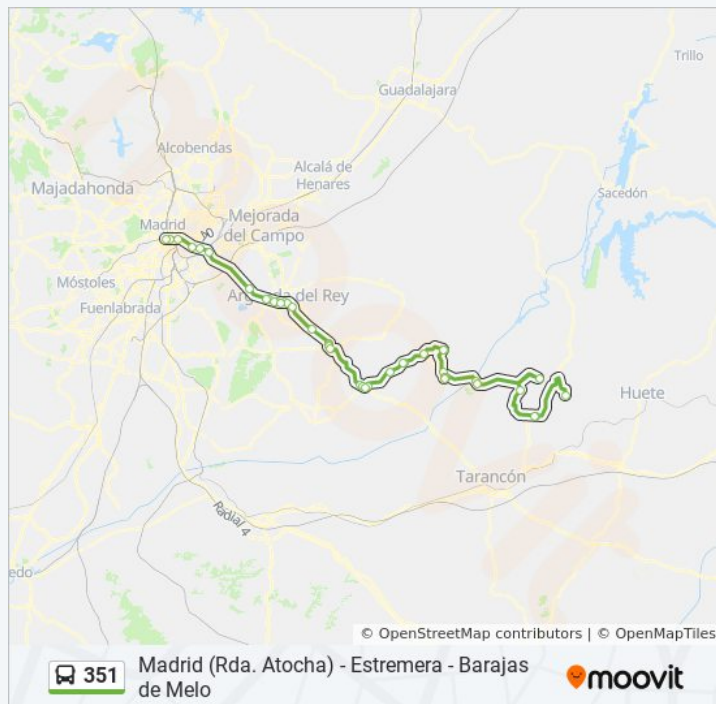 Trillo
Guadalajara
Alcobendas
Alcalá de
Henares
Majadahonda
Sacedón
Madrid
40
Mejorada
del Campo
Móstoles
Arganda del Rey
Fuenlabrada
Huete
Tarancón
Radial 4
edo
© OpenStreetMap contributors | © OpenMapTiles
351
Madrid (Rda. Atocha) - Estremera - Barajas
de Melo
moovit